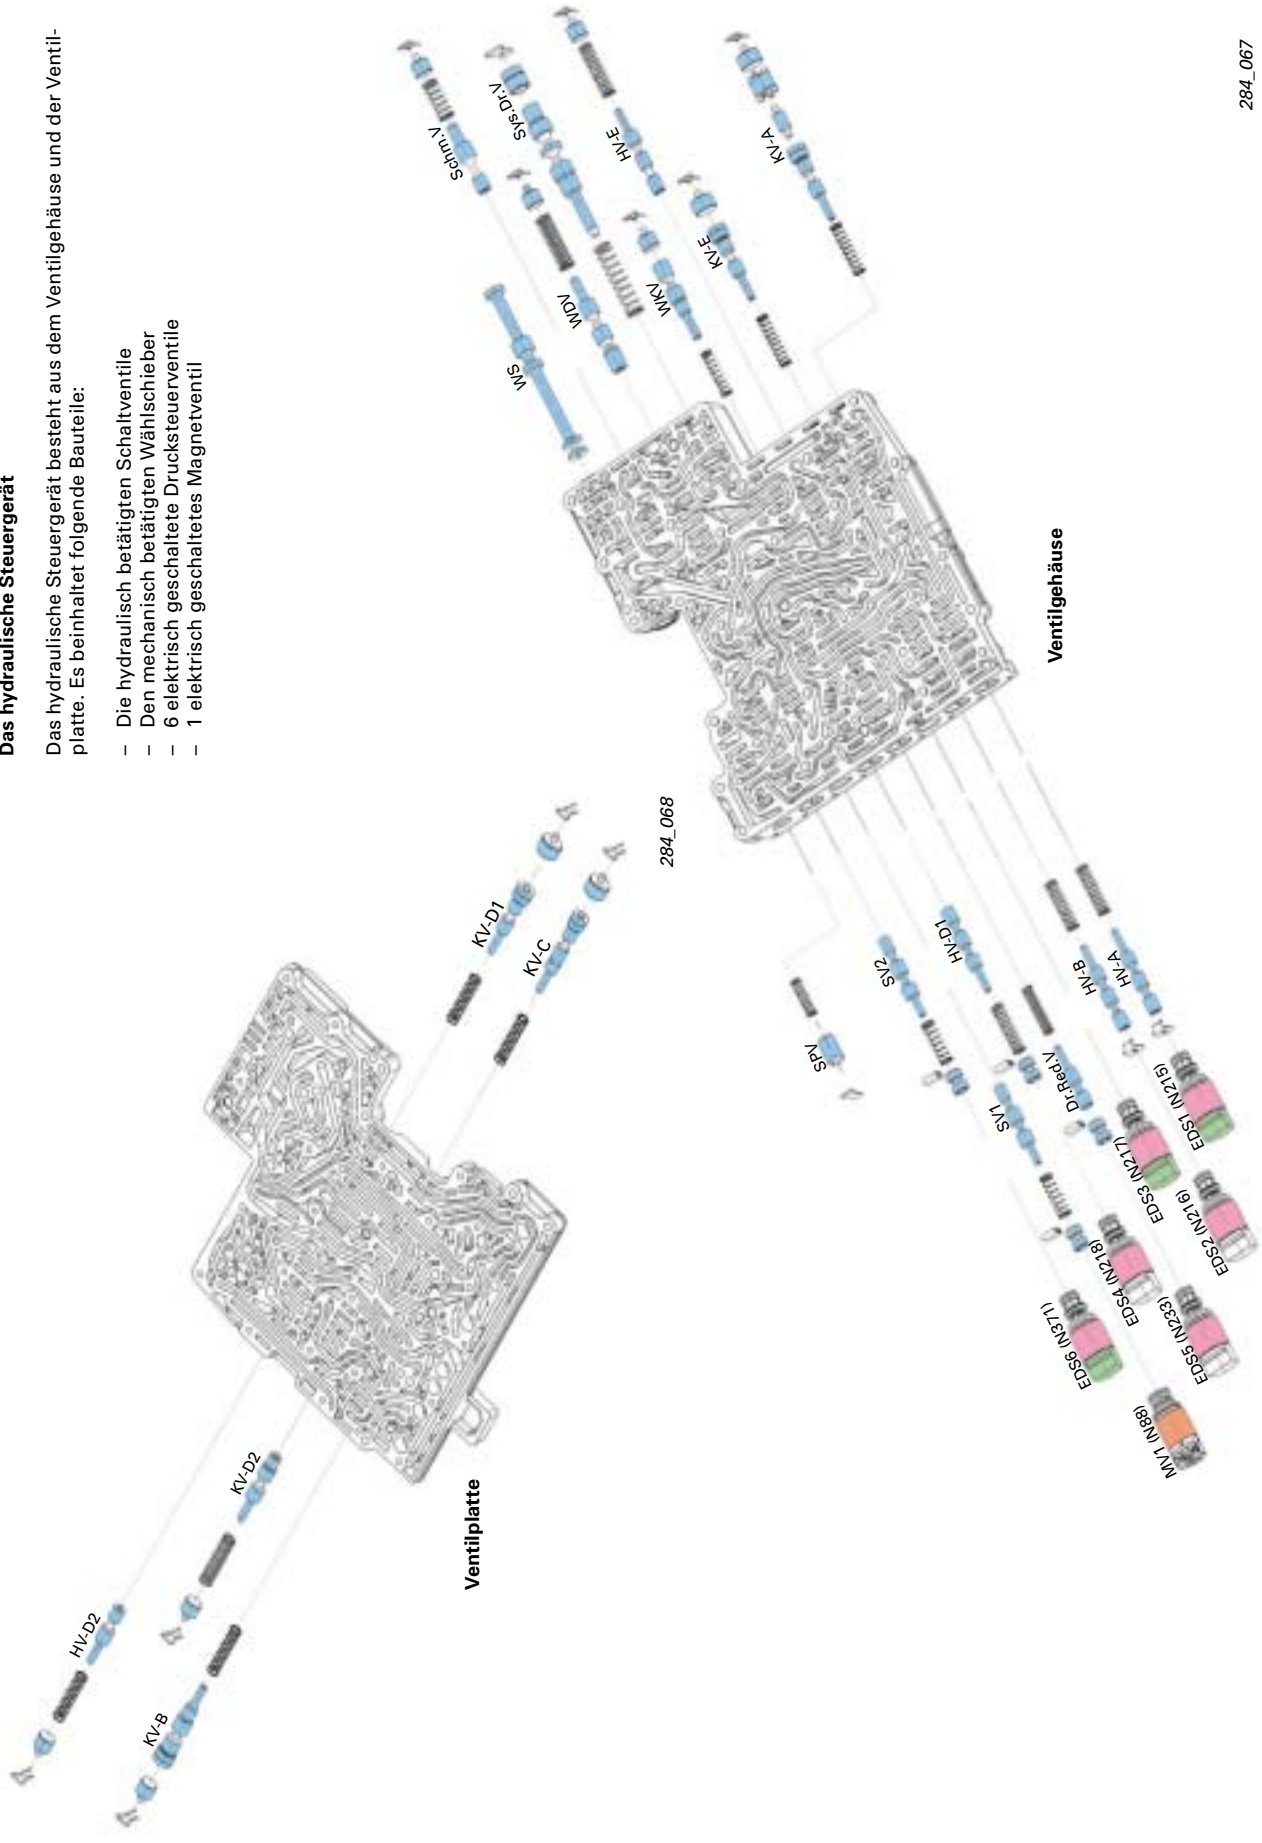 Das hydraulische Steuergerät
Das hydraulische Steuergerät besteht aus dem Ventilgehäuse und der Ventil-
platte. Es beinhaltet folgende Bauteile:
– Die hydraulisch betätigten Schaltventile
– Den mechanisch betätigten Wählschieber
– 6 elektrisch geschaltete Drucksteuerventile
– 1 elektrisch geschaltetes Magnetventil
HV-D2
KV-B
KV-D2
KV-D1
KV-C
Ventilplatte
284_068
Schm.V
Sys.Dr.V
WS
WDV
HV-E
WKV
KV-E
KV-A
SPV
SV2
HV-D1
SV1
Dr.Red.V
HV-B
HV-A
EDS6 (N371)
EDS4 (N218)
EDS3 (N217)
EDS1 (N215)
MV1 (N88)
EDS5 (N233)
EDS2 (N216)
Ventilgehäuse
284_067